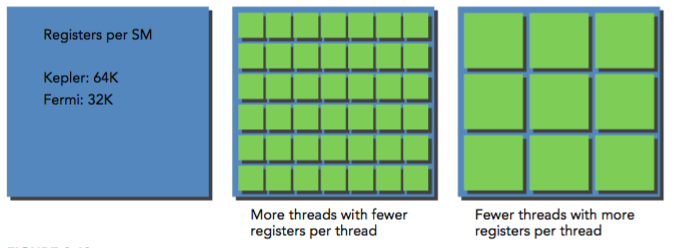 Registers per SM
Kepler: 64K
Fermi: 32K
More threads with fewer
registers per thread
Fewer threads with more
registers per thread